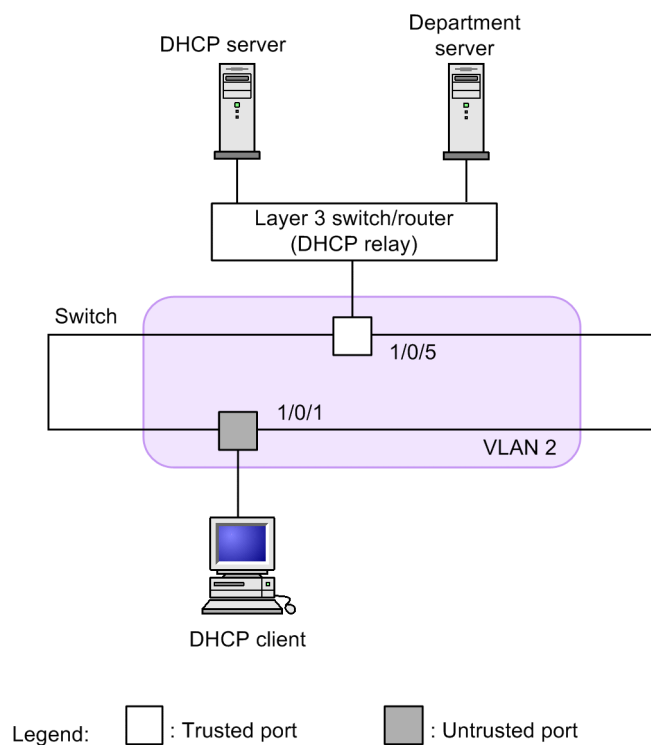 DHCP server
Department
server
Layer 3 switch/router
(DHCP relay)
Switch
1/0/5
1/0/1
VLAN 2
DHCP client
Legend:
: Trusted port
: Untrusted port